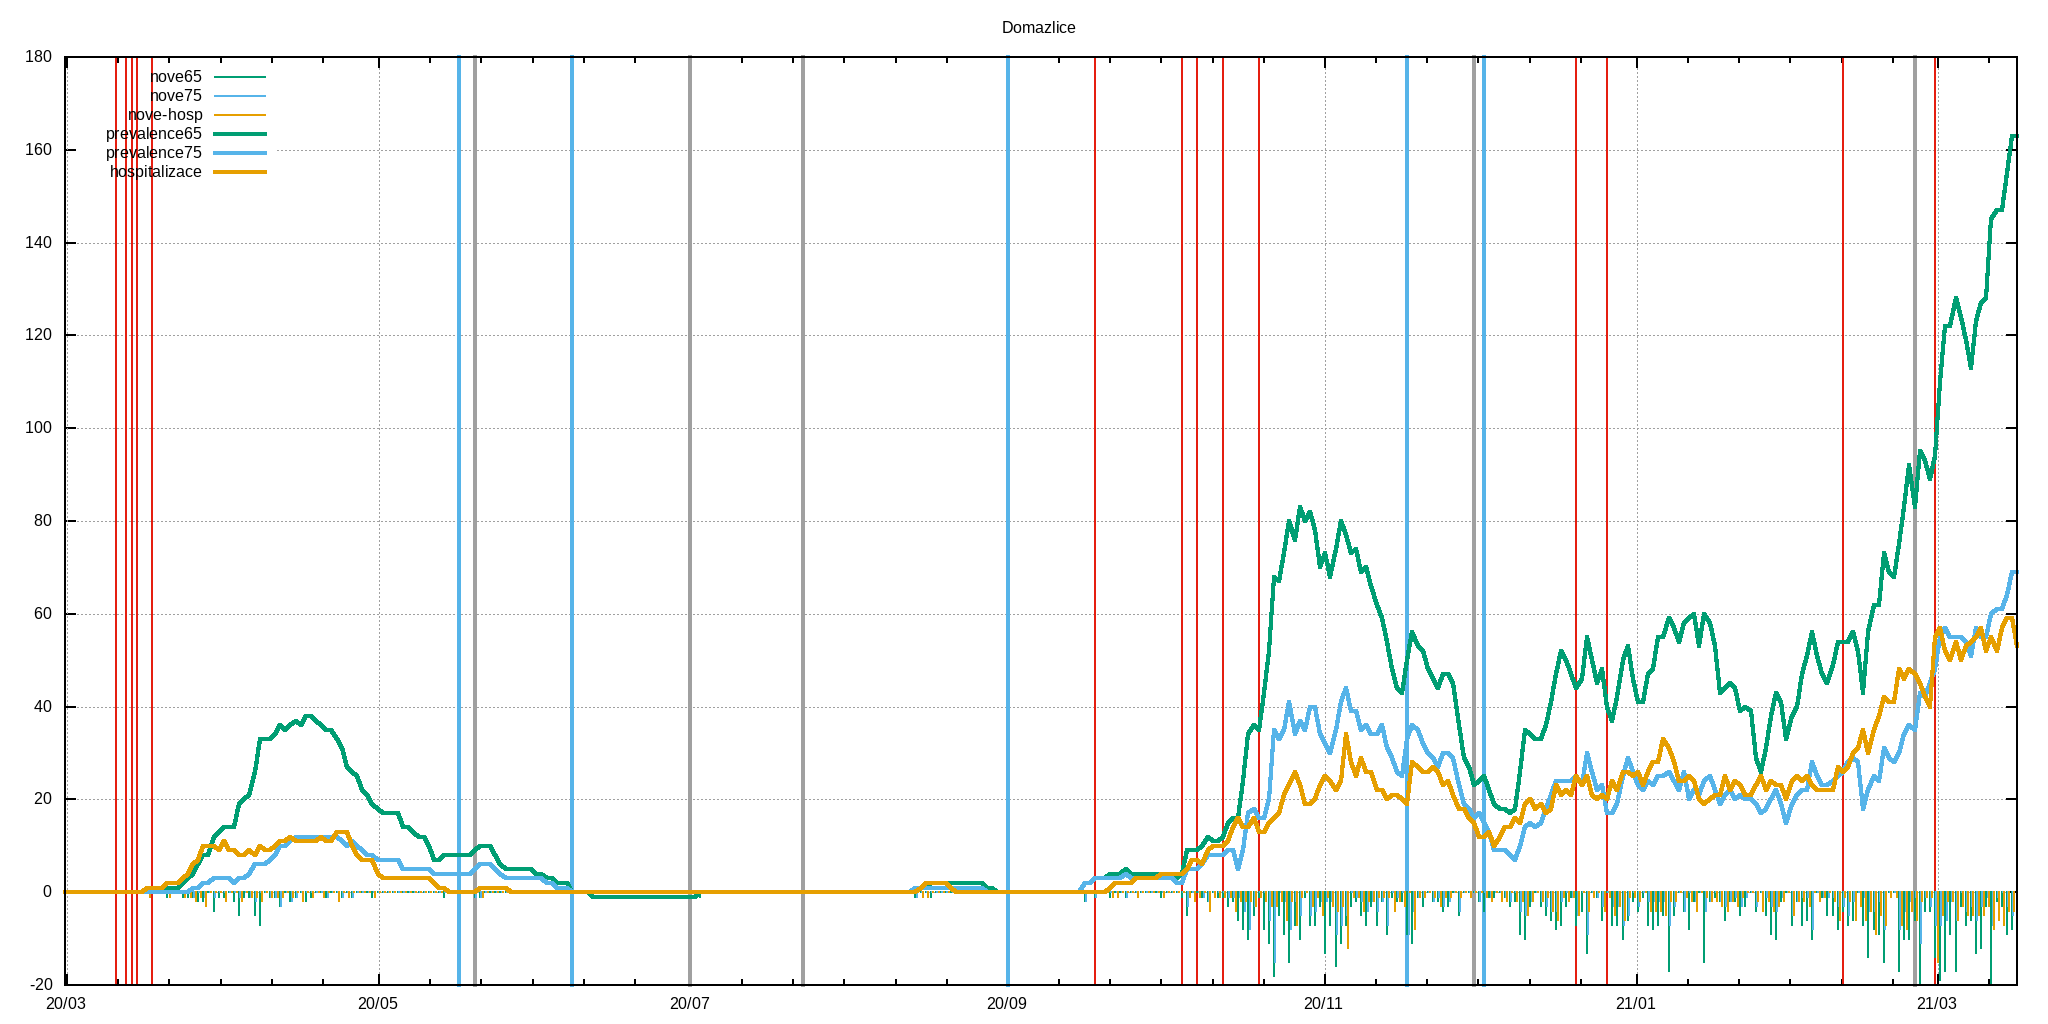 Domazlice
180
160
140
120
100
80
60
40
20
0
-20
nove65
nove75
nove-hosp
prevalence65
prevalence75
hospitalizace
20/03 20/05 20/07 20/09 20/11 21/01 21/03